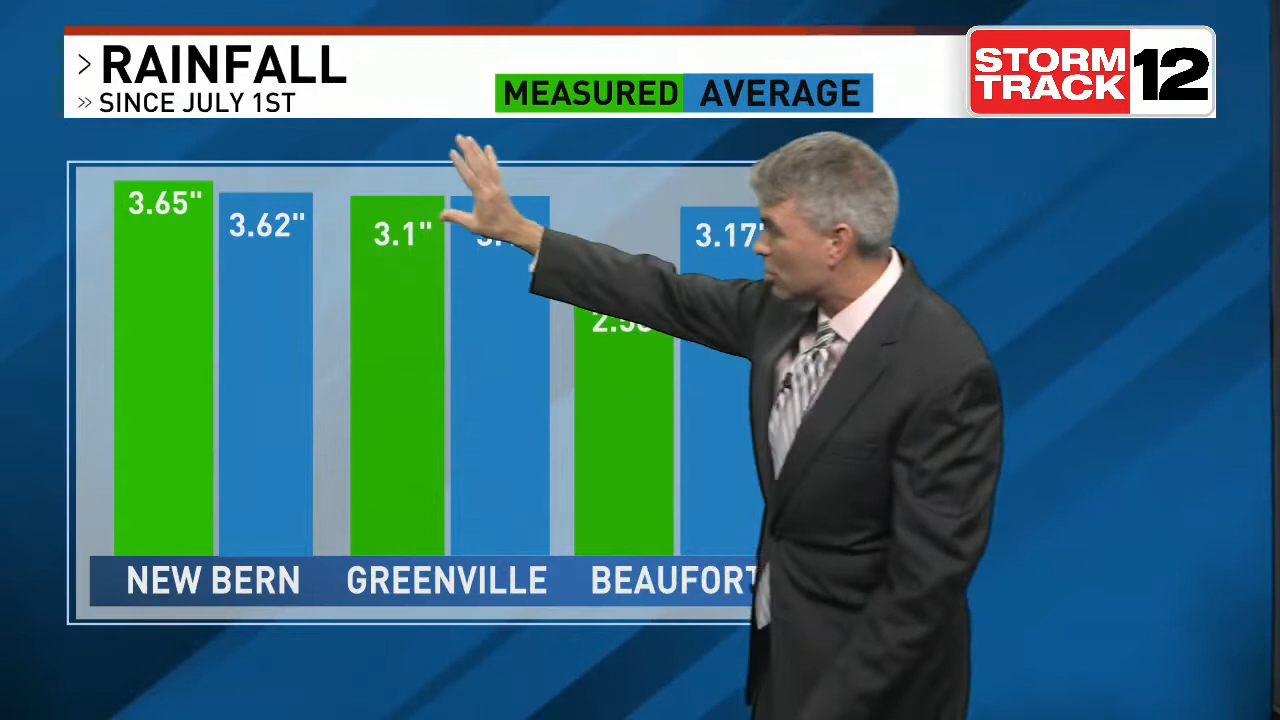 > RAINFALL
» SINCE JULY 1ST
MEASURED AVERAGE
STORM
TRACK 12
3.65" 3.62" 3.1" 3.17"
NEW BERN GREENVILLE BEAUFORT